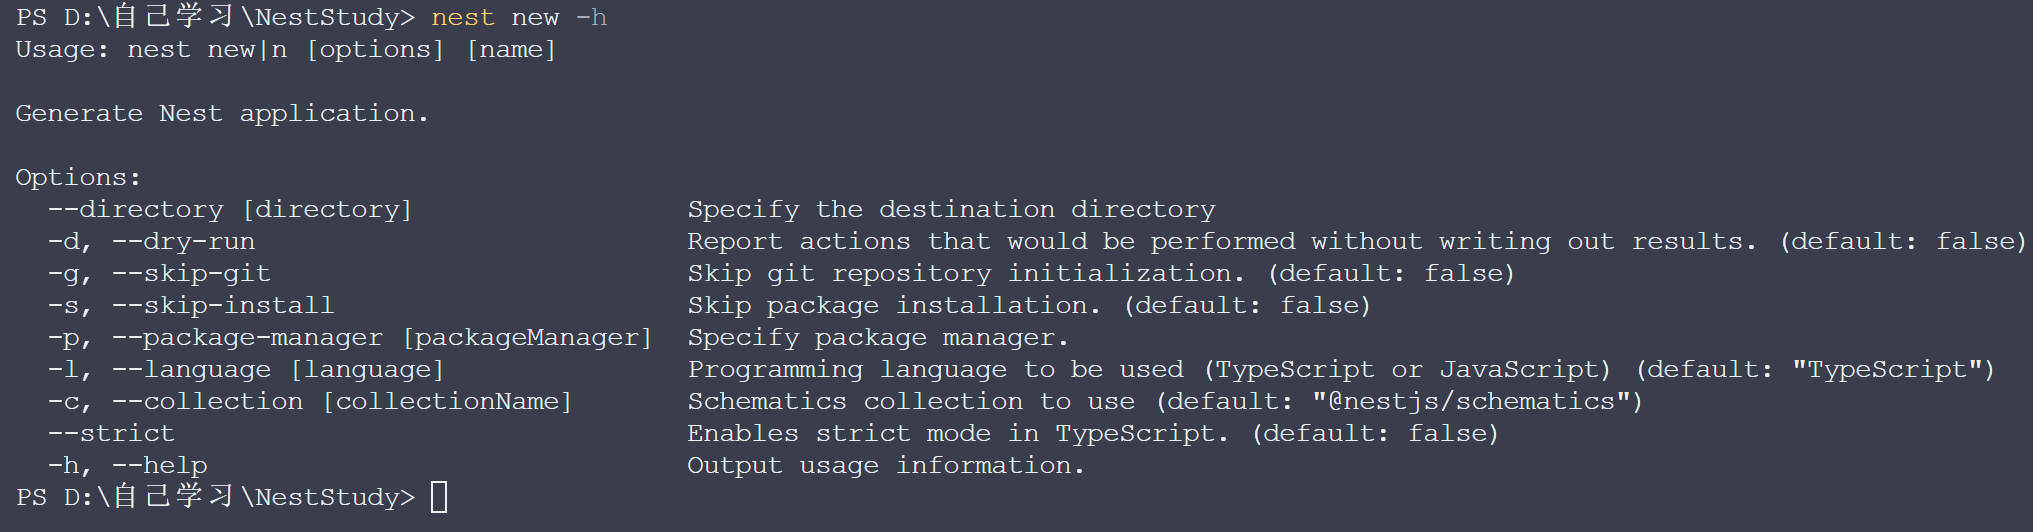 PS D:\自己学习\NestStudy> nest new -h
Usage: nest new|n [options] [name]
Generate Nest application.
Options:
--directory [directory] Specify the destination directory
-d, --dry-run Report actions that would be performed without writing out results. (default: false)
-g, --skip-git Skip git repository initialization. (default: false)
-s, --skip-install Skip package installation. (default: false)
-p, --package-manager [packageManager] Specify package manager.
-l, --language [language] Programming language to be used (TypeScript or JavaScript) (default: "TypeScript")
-c, --collection [collectionName] Schematics collection to use (default: "@nestjs/schematics")
--strict Enables strict mode in TypeScript. (default: false)
-h, --help Output usage information.
PS D:\自己学习\NestStudy>